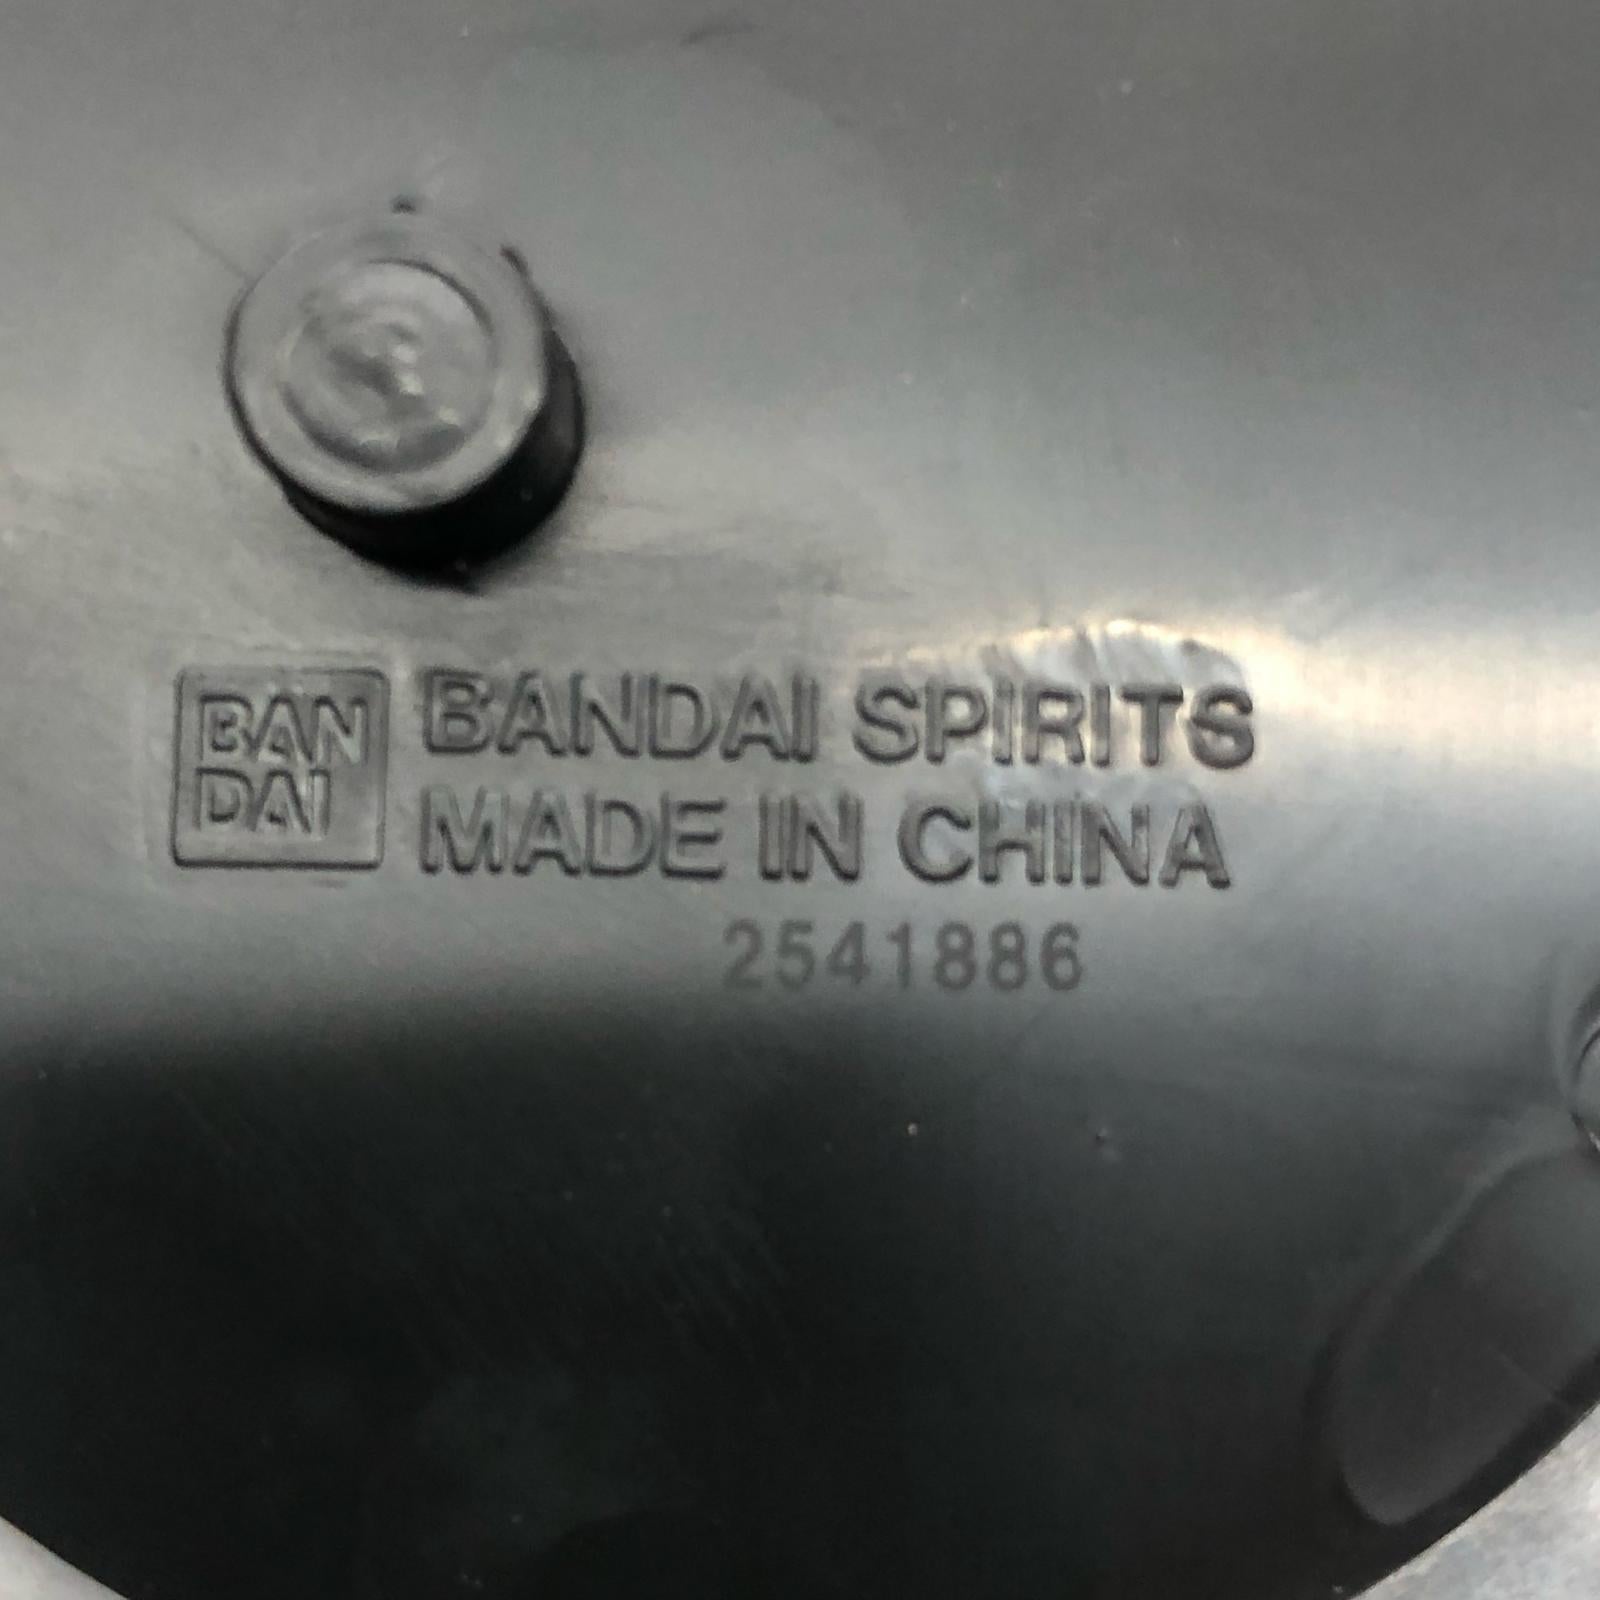 BAN
DAI
BANDAI SPIRITS
MADE IN CHINA
2541886